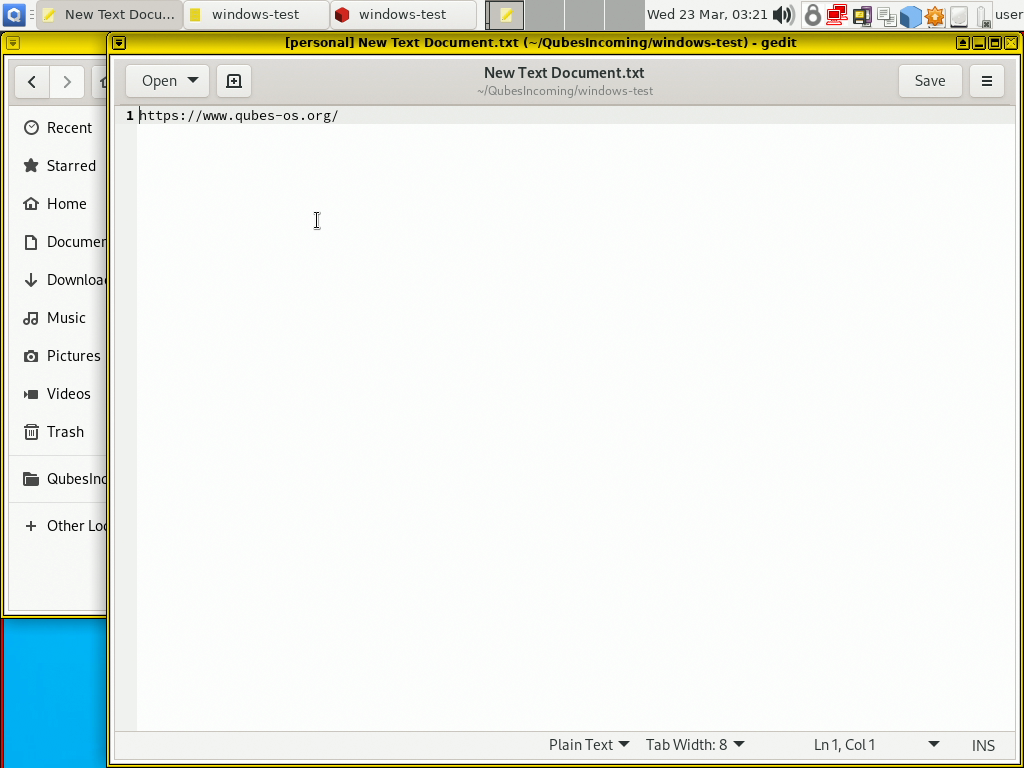 New Text Docu...
windows-test
windows-test
Wed 23 Mar, 03:21
user
[personal] New Text Document.txt (~/QubesIncoming/windows-test) - gedit
Open
New Text Document.txt
~/QubesIncoming/windows-test
Save
1 https://www.qubes-os.org/
Recent
Starred
Home
Documen
Downloa
Music
Pictures
Videos
Trash
QubesInc
Other Loc
Plain Text
Tab Width: 8
Ln 1, Col 1
INS